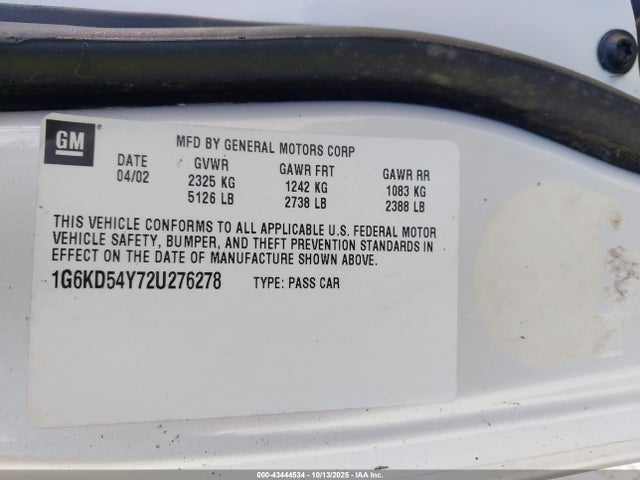 GM
MFD BY GENERAL MOTORS CORP
DATE GVWR GAWR FRT GAWR RR
04/02 2325 KG 1242 KG 1083 KG
5126 LB 2738 LB 2388 LB
THIS VEHICLE CONFORMS TO ALL APPLICABLE U.S. FEDERAL MOTOR
VEHICLE SAFETY, BUMPER, AND THEFT PREVENTION STANDARDS IN
EFFECT ON THE DATE OF MANUFACTURE SHOWN ABOVE.
1G6KD54Y72U276278 TYPE: PASS CAR
000-43444534 | 10/13/2025 | IAAI.COM